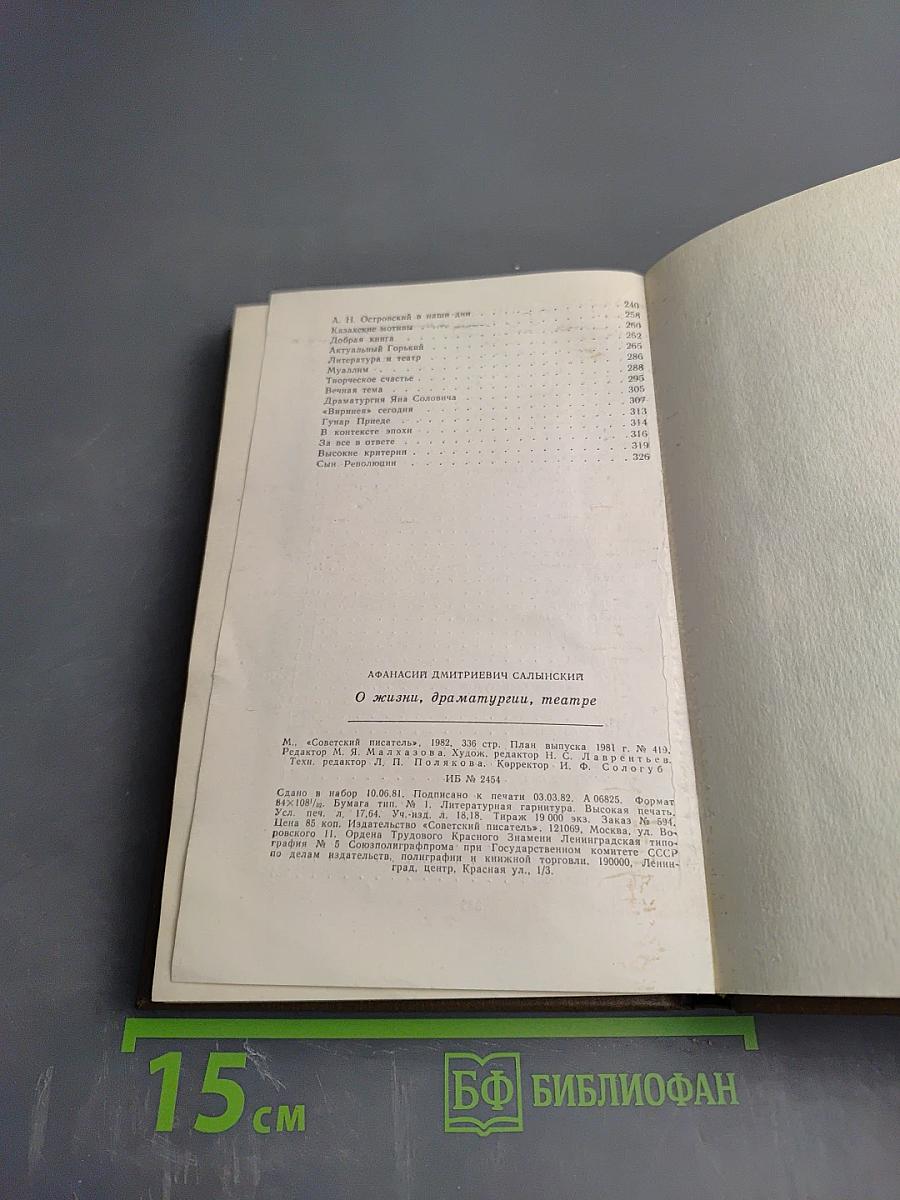 А. Н. Островский в наши дни . . . 240
Казахские мотивы . . . 258
Добрая книга . . . 260
Актуальный Горький . . . 262
Литература и театр . . . 265
Муаллим . . . 286
Творческое счастье . . . 288
Вечная тема . . . 295
Драматургия Яна Соловича . . . 305
«Виринея» сегодня . . . 307
Гунар Приеде . . . 313
В контексте эпохи . . . 314
За все в ответе . . . 316
Высокие критерии . . . 319
Сын Революции . . . 326
АФАНАСИЙ ДМИТРИЕВИЧ САЛЫНСКИЙ
О жизни, драматургии, театре
М., «Советский писатель», 1982, 336 стр. План выпуска 1981 г. № 419.
Редактор М. Я. Малхазова. Худож. редактор Н. С. Лаврентьев.
Техн. редактор Л. П. Полякова. Корректор И. Ф. Сологуб
ИБ № 2454
Сдано в набор 10.06.81. Подписано к печати 03.03.82. А 06825. Формат
84×108¹/₃₂. Бумага тип. № 1. Литературная гарнитура. Высокая печать.
Усл. печ. л. 17,64. Уч.-изд. л. 18,18. Тираж 19 000 экз. Заказ № 594.
Цена 85 коп. Издательство «Советский писатель», 121069, Москва, ул. Во-
ровского 11. Ордена Трудового Красного Знамени Ленинградская типо-
графия № 5 Союзполиграфпрома при Государственном комитете СССР
по делам издательств, полиграфии и книжной торговли. 190000, Ленин-
град, центр, Красная ул., 1/3.
15 см
БФ БИБЛИОФАН